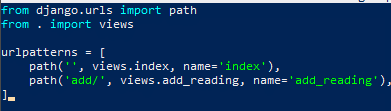 from django.urls import path
from . import views

urlpatterns = [
    path('', views.index, name='index'),
    path('add/', views.add_reading, name='add_reading'),
]